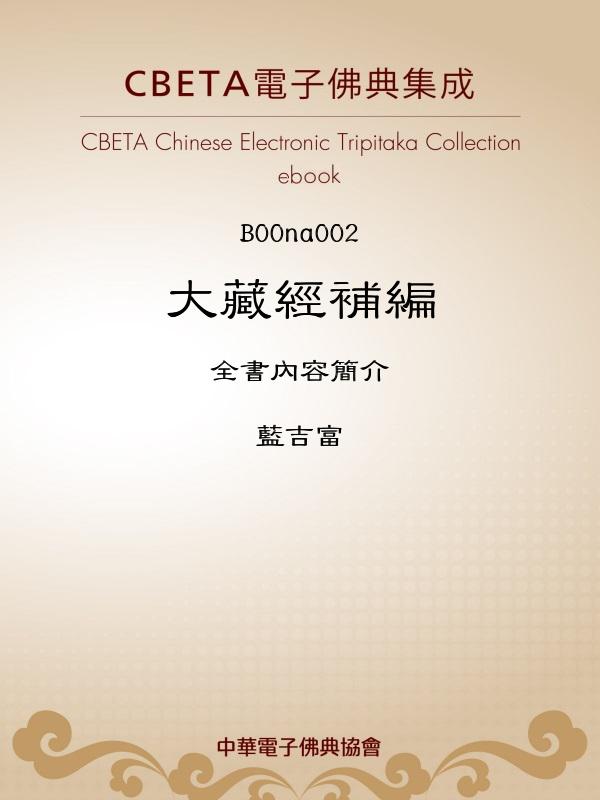 CBETA電子佛典集成
CBETA Chinese Electronic Tripitaka Collection
ebook
B00na002
大藏經補編
全書內容簡介
藍吉富
中華電子佛典協會